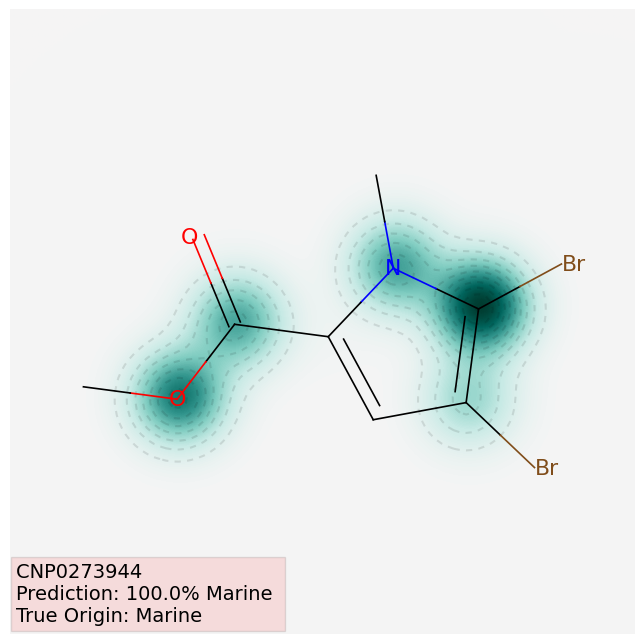 O
N
Br
O
Br
CNP0273944
Prediction: 100.0% Marine
True Origin: Marine